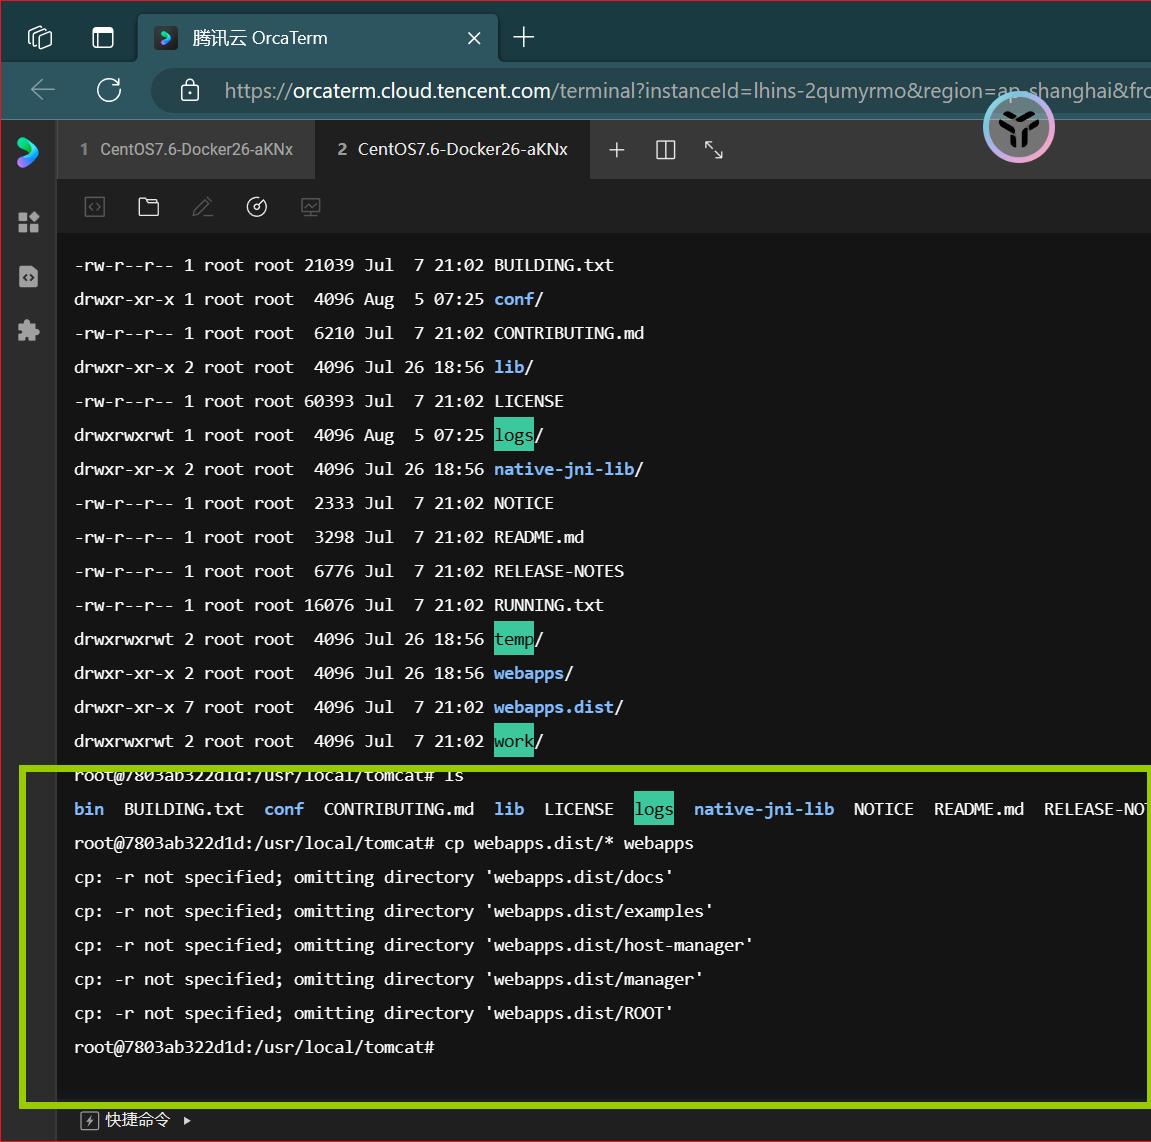 腾讯云 OrcaTerm
https://orcaterm.cloud.tencent.com/terminal?instanceId=lhins-2qumyrmo&region=ap-shanghai&fro
1 CentOS7.6-Docker26-aKNx
2 CentOS7.6-Docker26-aKNx
-rw-r--r-- 1 root root 21039 Jul  7 21:02 BUILDING.txt
drwxr-xr-x 1 root root  4096 Aug  5 07:25 conf/
-rw-r--r-- 1 root root  6210 Jul  7 21:02 CONTRIBUTING.md
drwxr-xr-x 2 root root  4096 Jul 26 18:56 lib/
-rw-r--r-- 1 root root 60393 Jul  7 21:02 LICENSE
drwxrwxrwt 1 root root  4096 Aug  5 07:25 logs/
drwxr-xr-x 2 root root  4096 Jul 26 18:56 native-jni-lib/
-rw-r--r-- 1 root root  2333 Jul  7 21:02 NOTICE
-rw-r--r-- 1 root root  3298 Jul  7 21:02 README.md
-rw-r--r-- 1 root root  6776 Jul  7 21:02 RELEASE-NOTES
-rw-r--r-- 1 root root 16076 Jul  7 21:02 RUNNING.txt
drwxrwxrwt 2 root root  4096 Jul 26 18:56 temp/
drwxr-xr-x 2 root root  4096 Jul 26 18:56 webapps/
drwxr-xr-x 7 root root  4096 Jul  7 21:02 webapps.dist/
drwxrwxrwt 2 root root  4096 Jul  7 21:02 work/
root@7803ab322d1d:/usr/local/tomcat# ls
bin  BUILDING.txt  conf  CONTRIBUTING.md  lib  LICENSE  logs  native-jni-lib  NOTICE  README.md  RELEASE-NOT
root@7803ab322d1d:/usr/local/tomcat# cp webapps.dist/* webapps
cp: -r not specified; omitting directory 'webapps.dist/docs'
cp: -r not specified; omitting directory 'webapps.dist/examples'
cp: -r not specified; omitting directory 'webapps.dist/host-manager'
cp: -r not specified; omitting directory 'webapps.dist/manager'
cp: -r not specified; omitting directory 'webapps.dist/ROOT'
root@7803ab322d1d:/usr/local/tomcat#
快捷命令